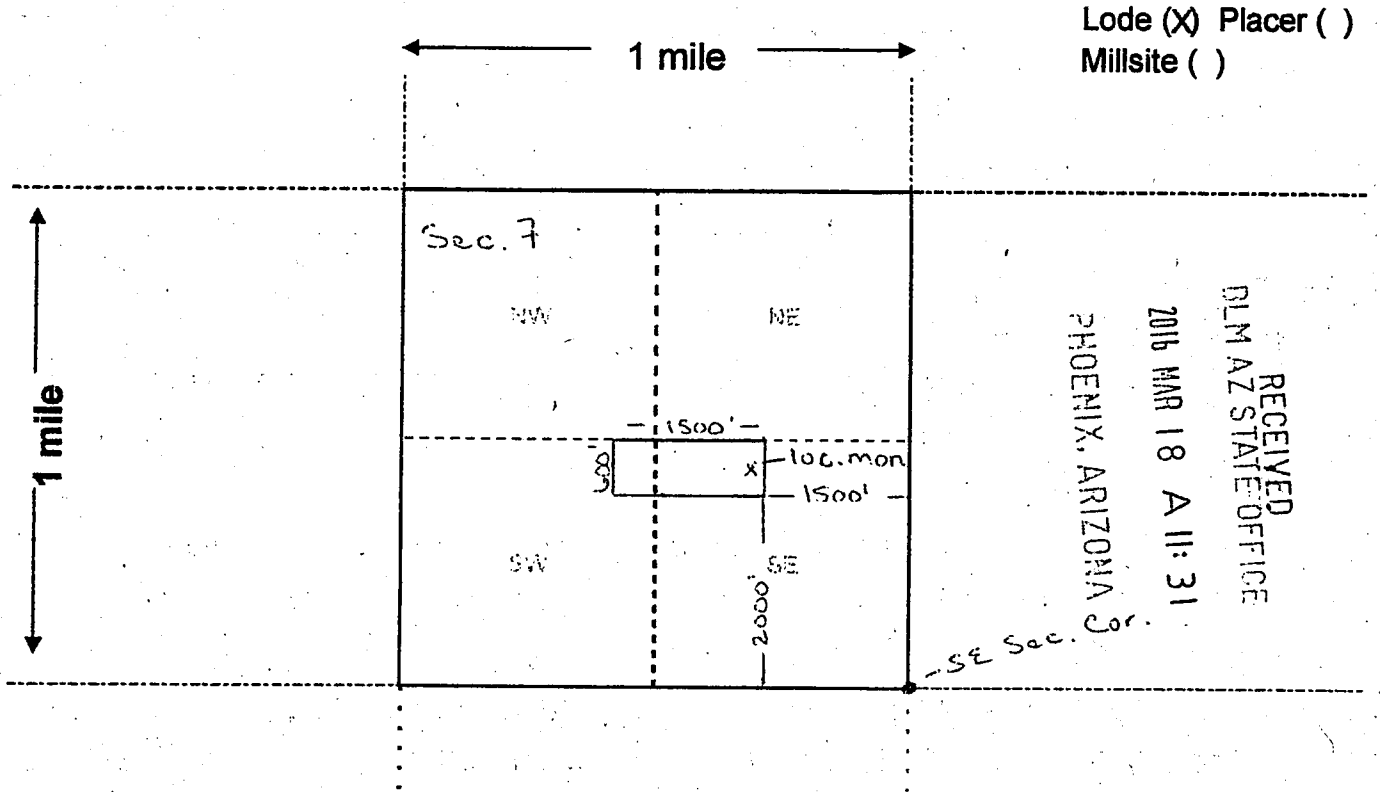 Lode (X) Placer ( )
Millsite ( )
1 mile
1 mile
Sec. 7
NW
NE
- 1500' -
600'
x
loc. mon
- 1500' -
SW
SE
2000'
SE Sec. Cor.
RECEIVED
BLM AZ STATE OFFICE
2016 MAR 18 A 11: 31
PHOENIX, ARIZONA